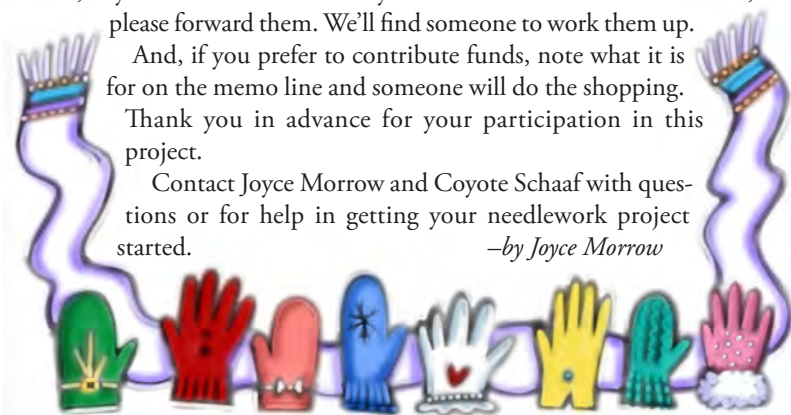 please forward them. We’ll find someone to work them up.
And, if you prefer to contribute funds, note what it is
for on the memo line and someone will do the shopping.
Thank you in advance for your participation in this
project.
Contact Joyce Morrow and Coyote Schaaf with ques-
tions or for help in getting your needlework project
started. –by Joyce Morrow